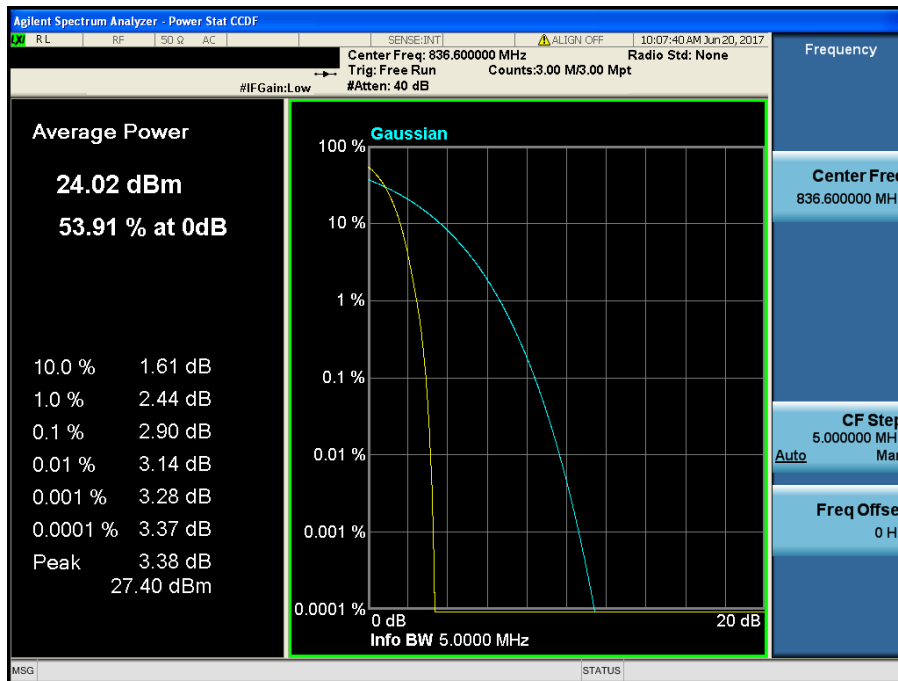 Agilent Spectrum Analyzer - Power Stat CCDF
LXI RL RF 50 Ω AC SENSE:INT ALIGN OFF 10:07:40 AM Jun 20, 2017
Center Freq: 836.600000 MHz Radio Std: None
Trig: Free Run Counts:3.00 M/3.00 Mpt
#IFGain:Low #Atten: 40 dB
Average Power
24.02 dBm
53.91 % at 0dB
10.0 % 1.61 dB
1.0 % 2.44 dB
0.1 % 2.90 dB
0.01 % 3.14 dB
0.001 % 3.28 dB
0.0001 % 3.37 dB
Peak 3.38 dB
27.40 dBm
Gaussian
100 %
10 %
1 %
0.1 %
0.01 %
0.001 %
0.0001 %
0 dB 20 dB
Info BW 5.0000 MHz
Frequency
Center Fre
836.600000 MH
CF Step
5.000000 MH
Auto Ma
Freq Offse
0 H
MSG STATUS